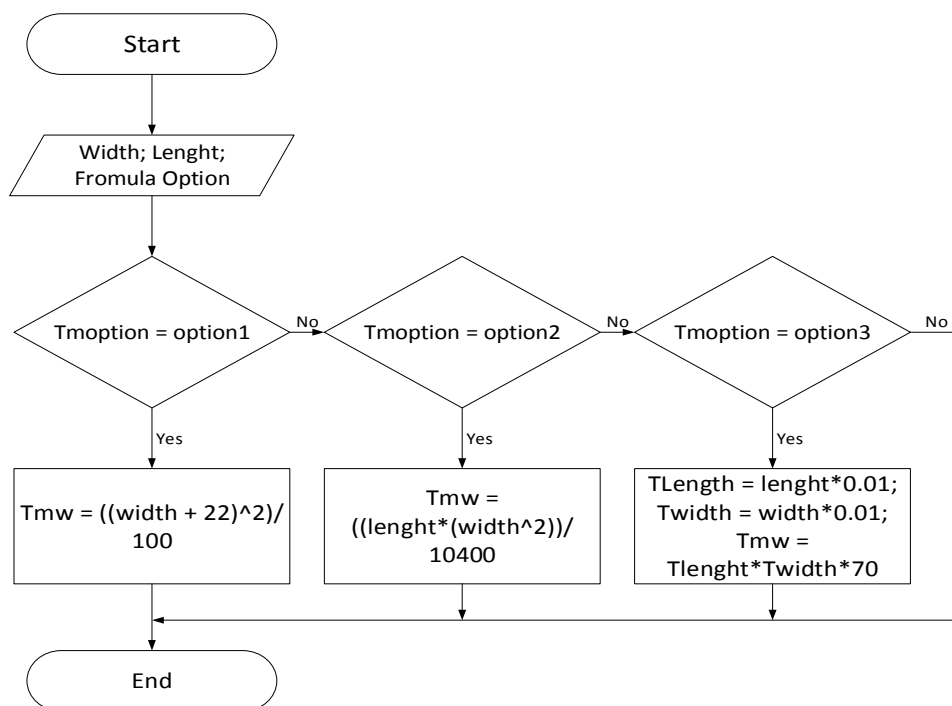 Start
Width; Lenght;
Fromula Option
Tmoption = option1
No
Tmoption = option2
No
Tmoption = option3
No
Yes
Yes
Yes
Tmw = ((width + 22)^2)/
100
Tmw =
((lenght*(width^2))/
10400
TLength = lenght*0.01;
Twidth = width*0.01;
Tmw =
Tlenght*Twidth*70
End